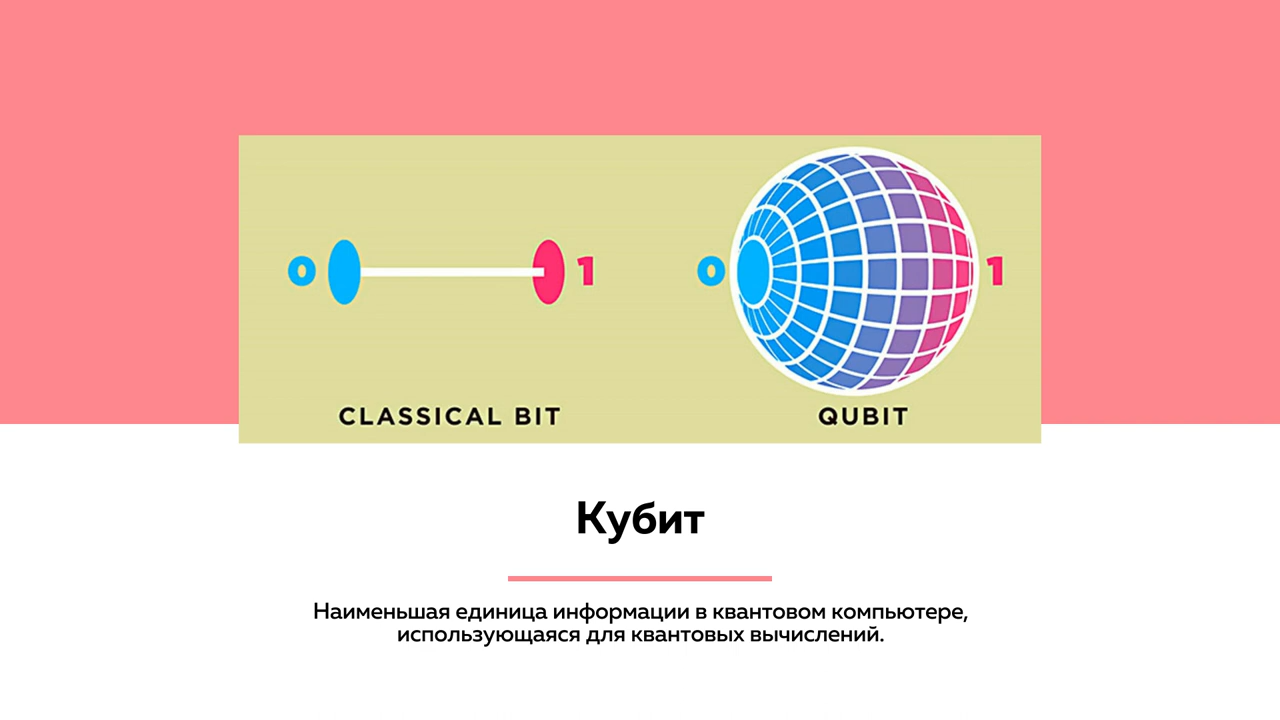 0 1 0 1
CLASSICAL BIT QUBIT
Кубит
Наименьшая единица информации в квантовом компьютере,
использующаяся для квантовых вычислений.